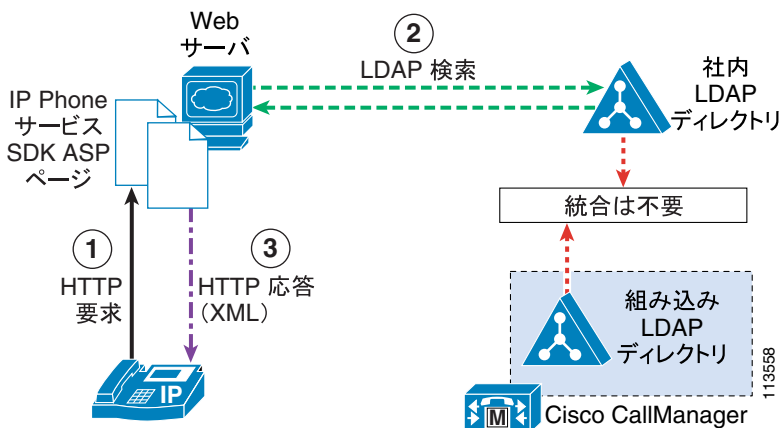 Web
サーバ
②
LDAP 検索
社内
LDAP
ディレクトリ
IP Phone
サービス
SDK ASP
ページ
統合は不要
①
HTTP
要求
③
HTTP 応答
（XML）
組み込み
LDAP
ディレクトリ
IP
M
Cisco CallManager
113558